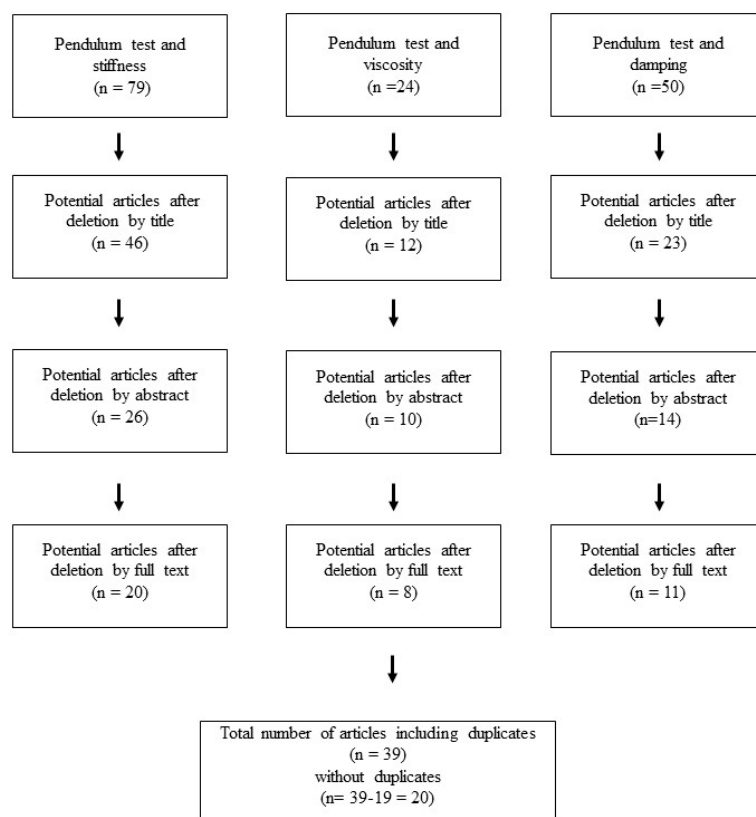 Pendulum test and
stiffness
(n = 79)
Pendulum test and
viscosity
(n =24)
Pendulum test and
damping
(n =50)
Potential articles after
deletion by title
(n = 46)
Potential articles after
deletion by title
(n = 12)
Potential articles after
deletion by title
(n = 23)
Potential articles after
deletion by abstract
(n = 26)
Potential articles after
deletion by abstract
(n = 10)
Potential articles after
deletion by abstract
(n=14)
Potential articles after
deletion by full text
(n = 20)
Potential articles after
deletion by full text
(n = 8)
Potential articles after
deletion by full text
(n = 11)
Total number of articles including duplicates
(n = 39)
without duplicates
(n= 39-19 = 20)